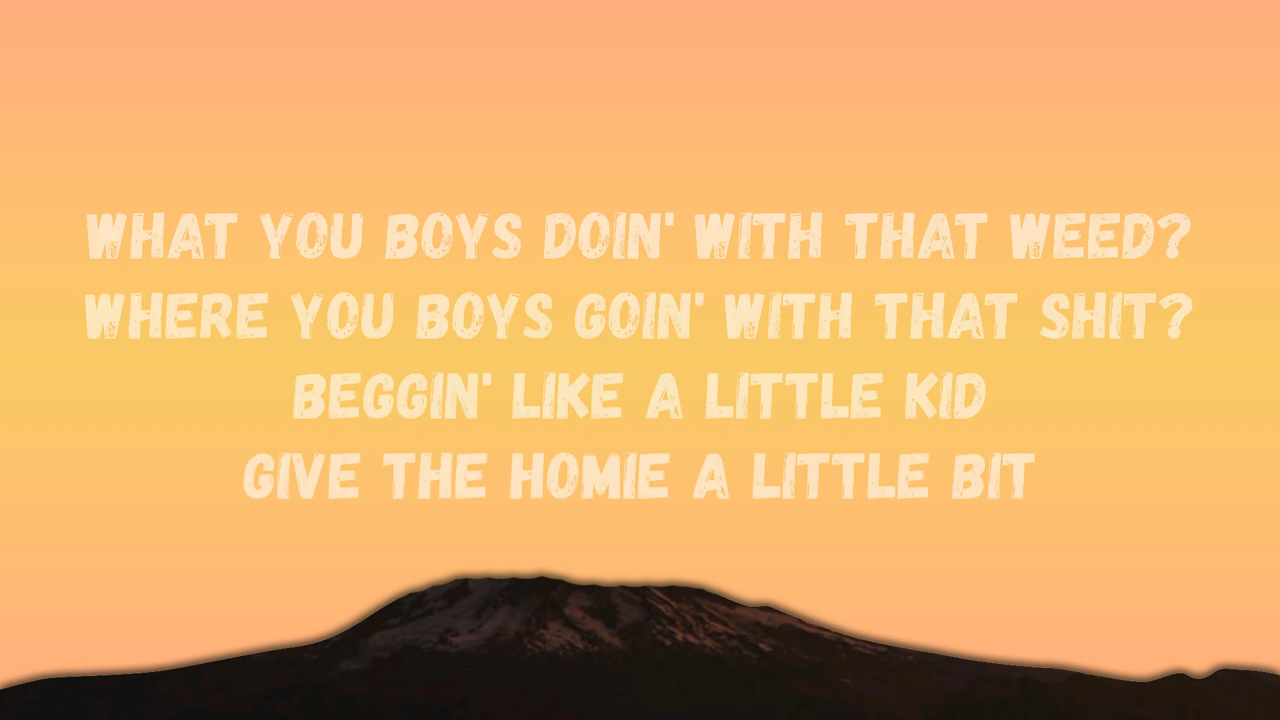 WHAT YOU BOYS DOIN' WITH THAT WEED?
WHERE YOU BOYS GOIN' WITH THAT SHIT?
BEGGIN' LIKE A LITTLE KID
GIVE THE HOMIE A LITTLE BIT